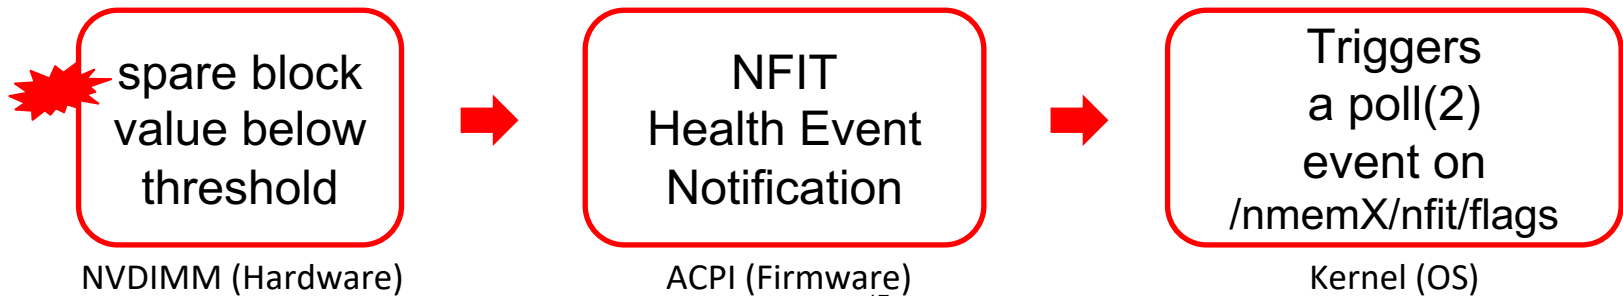 spare block
value below
threshold
NVDIMM (Hardware)
NFIT
Health Event
Notification
ACPI (Firmware)
Triggers
a poll(2)
event on
/nmemX/nfit/flags
Kernel (OS)